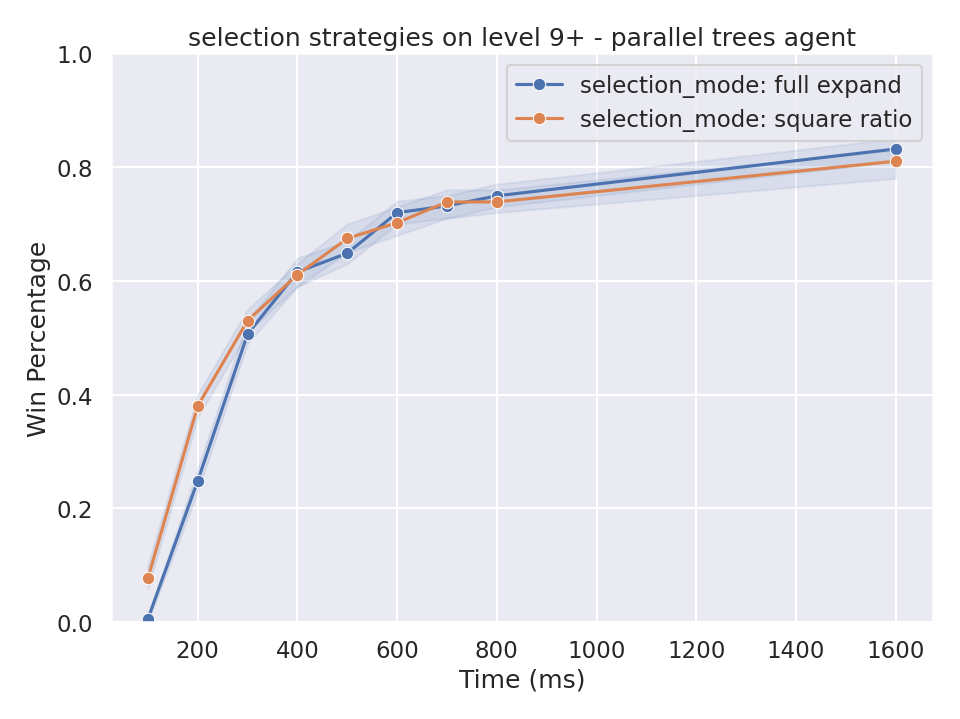 selection strategies on level 9+ - parallel trees agent
selection_mode: full expand
selection_mode: square ratio
Win Percentage
1.0
0.8
0.6
0.4
0.2
0.0
200 400 600 800 1000 1200 1400 1600
Time (ms)